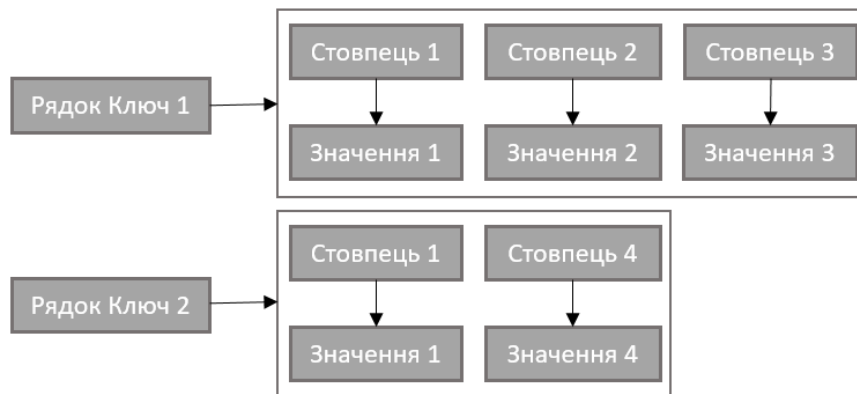 Стовпець 1
Стовпець 2
Стовпець 3
Рядок Ключ 1
Значення 1
Значення 2
Значення 3
Стовпець 1
Стовпець 4
Рядок Ключ 2
Значення 1
Значення 4